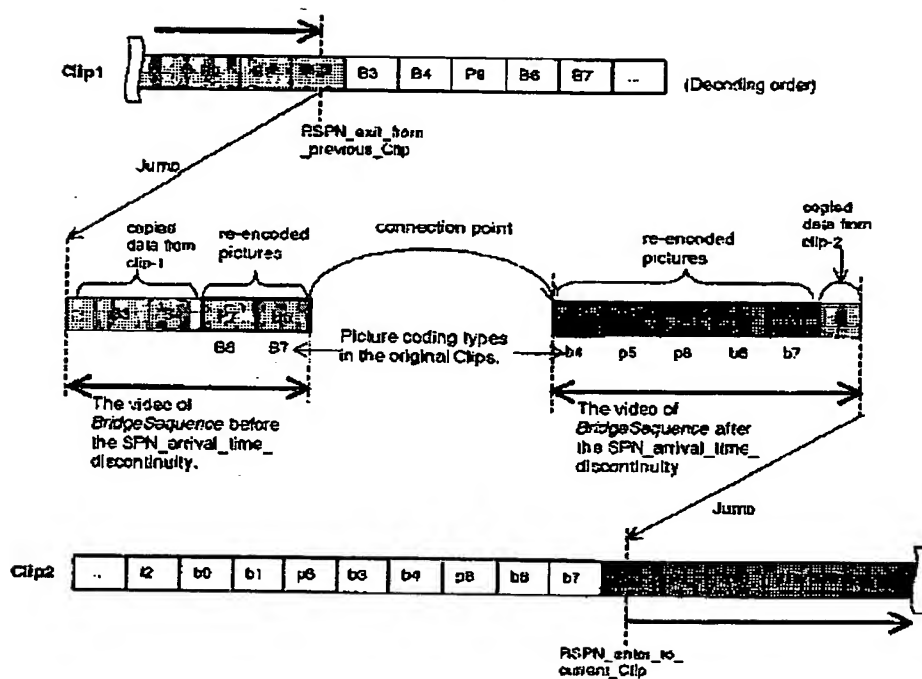 Clip1
B3 B4 P8 B6 B7 ...
(Decoding order)
RSPN_exit_from
_previous_Clip
Jump
copied
data from
clip-1
re-encoded
pictures
connection point
re-encoded
pictures
copied
data from
clip-2
B6 B7
Picture coding types
in the original Clips.
b4 p5 p8 b6 b7
The video of
BridgeSequence before
the SPN_arrival_time_
discontinuity.
The video of
BridgeSequence after
the SPN_arrival_time_
discontinuity
Jump
Clip2
.. i2 b0 b1 p5 b3 b4 p8 b6 b7
RSPN_enter_to_
current_Clip